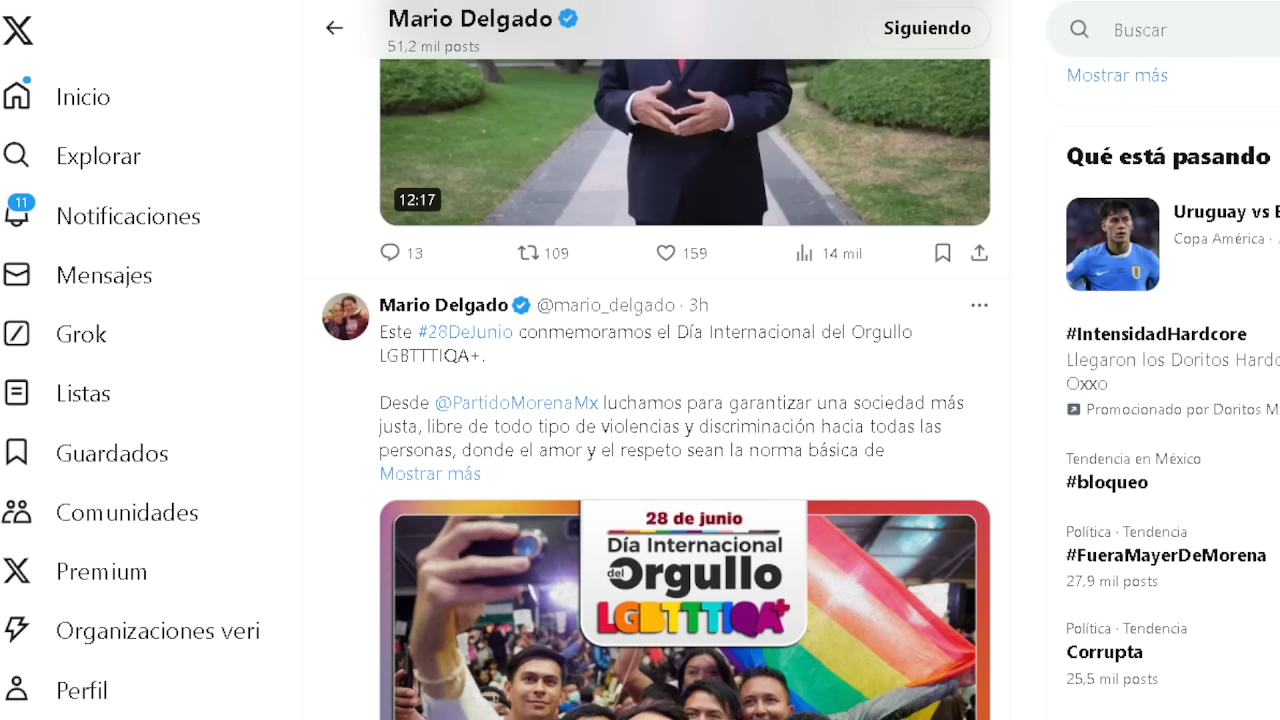 Inicio
Explorar
11
Notificaciones
Mensajes
Grok
Listas
Guardados
Comunidades
Premium
Organizaciones veri
Perfil
Mario Delgado
51,2 mil posts
Siguiendo
12:17
13
109
159
14 mil
Mario Delgado @mario_delgado · 3h
Este #28DeJunio conmemoramos el Día Internacional del Orgullo
LGBTTTIQA+.
Desde @PartidoMorenaMx luchamos para garantizar una sociedad más
justa, libre de todo tipo de violencias y discriminación hacia todas las
personas, donde el amor y el respeto sean la norma básica de
Mostrar más
28 de junio
Día Internacional
del Orgullo
LGBTTTIQA+
Buscar
Mostrar más
Qué está pasando
Uruguay vs
Copa América ·
#IntensidadHardcore
Llegaron los Doritos
Oxxo
Promocionado por Doritos
Tendencia en México
#bloqueo
Política · Tendencia
#FueraMayerDeMorena
27,9 mil posts
Política · Tendencia
Corrupta
25,5 mil posts